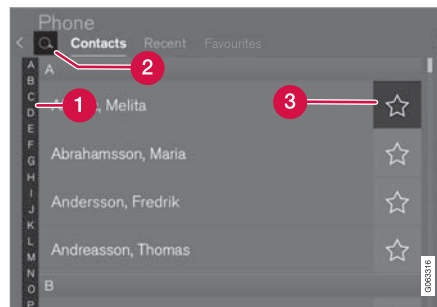 Phone
< Contacts Recent Favourites
A
2
A
B
C
D
E
F
G
H
I
J
K
L
M
N
O
P
1
, Melita
3
Abrahamsson, Maria
Andersson, Fredrik
Andreasson, Thomas
B
G063316